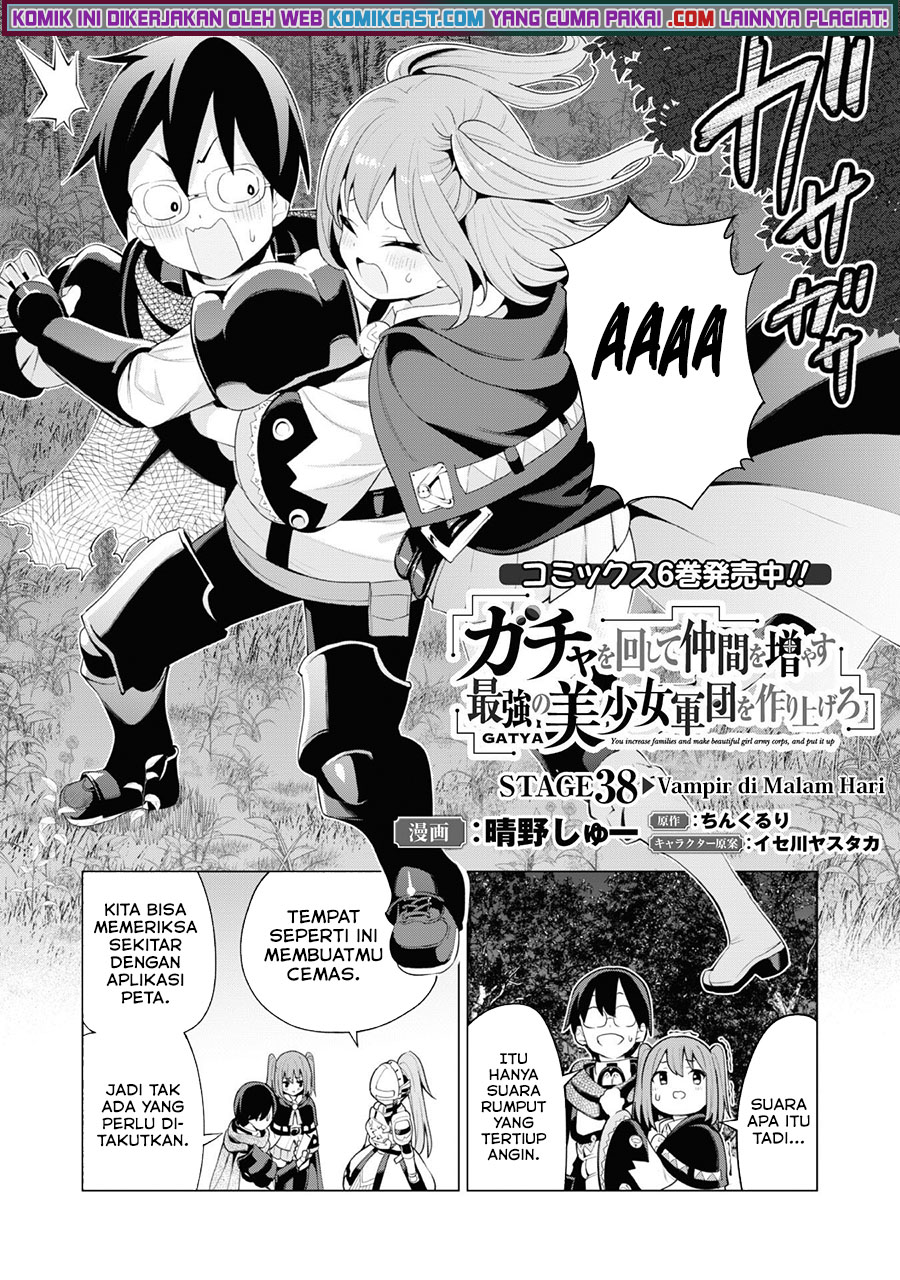 KOMIK INI DIKERJAKAN OLEH WEB KOMIKCAST.COM YANG CUMA PAKAI .COM LAINNYA PLAGIAT!
ガサ
ガサ
AAAA
コミックス6巻発売中!!
ガチャを回して仲間を増やす
最強の美少女軍団を作り上げろ
GATYA
You increase families and make beautiful girl army corps, and put it up
STAGE38▶Vampir di Malam Hari
漫画:晴野しゅー
原作:ちんくるり
キャラクター原案:イセ川ヤスタカ
SUARA
APA ITU
TADI...
ITU
HANYA
SUARA
RUMPUT
YANG
TERTIUP
ANGIN.
TEMPAT
SEPERTI INI
MEMBUATMU
CEMAS.
KITA BISA
MEMERIKSA
SEKITAR
DENGAN
APLIKASI
PETA.
JADI TAK
ADA YANG
PERLU DI-
TAKUTKAN.